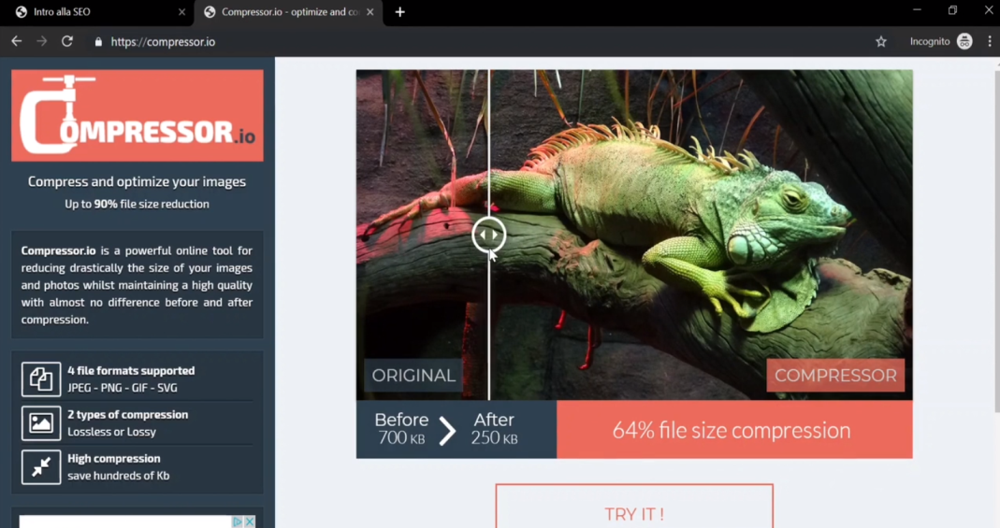 Intro alla SEO
Compressor.io - optimize and co
https://compressor.io
Incognito
COMPRESSOR.io
Compress and optimize your images
Up to 90% file size reduction
Compressor.io is a powerful online tool for
reducing drastically the size of your images
and photos whilst maintaining a high quality
with almost no difference before and after
compression.
4 file formats supported
JPEG - PNG - GIF - SVG
2 types of compression
Lossless or Lossy
High compression
save hundreds of Kb
ORIGINAL
COMPRESSOR
Before
700 KB
After
250 KB
64% file size compression
TRY IT !